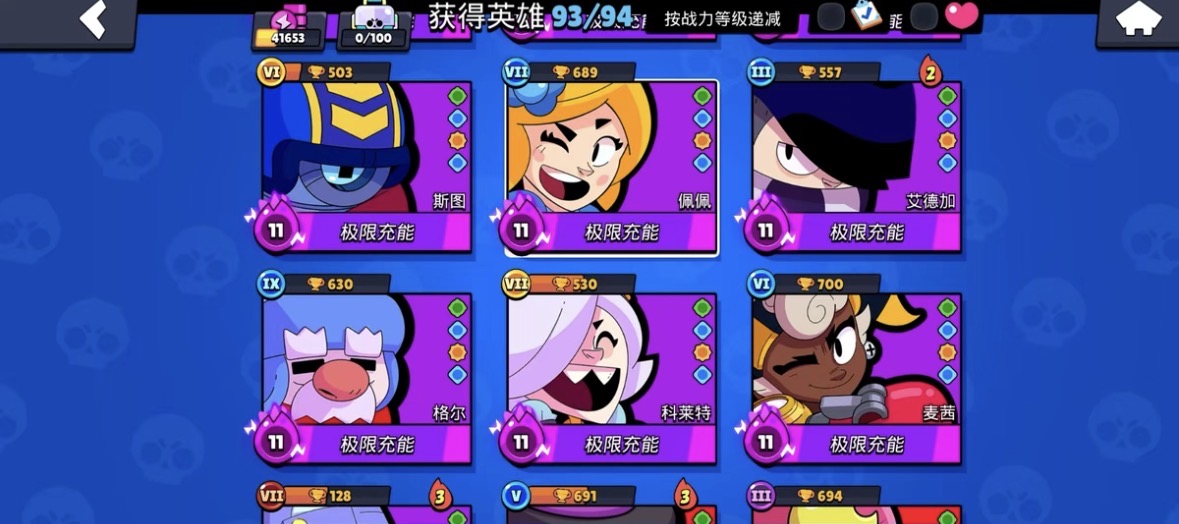 获得英雄 93/94
按战力等级递减
41653
0/100
能
VI 503
VII 689
III 557
2
斯图
佩佩
艾德加
11 极限充能
11 极限充能
11 极限充能
IX 630
VII 530
VI 700
格尔
科莱特
麦茜
11 极限充能
11 极限充能
11 极限充能
VII 128
3
V 691
3
III 694